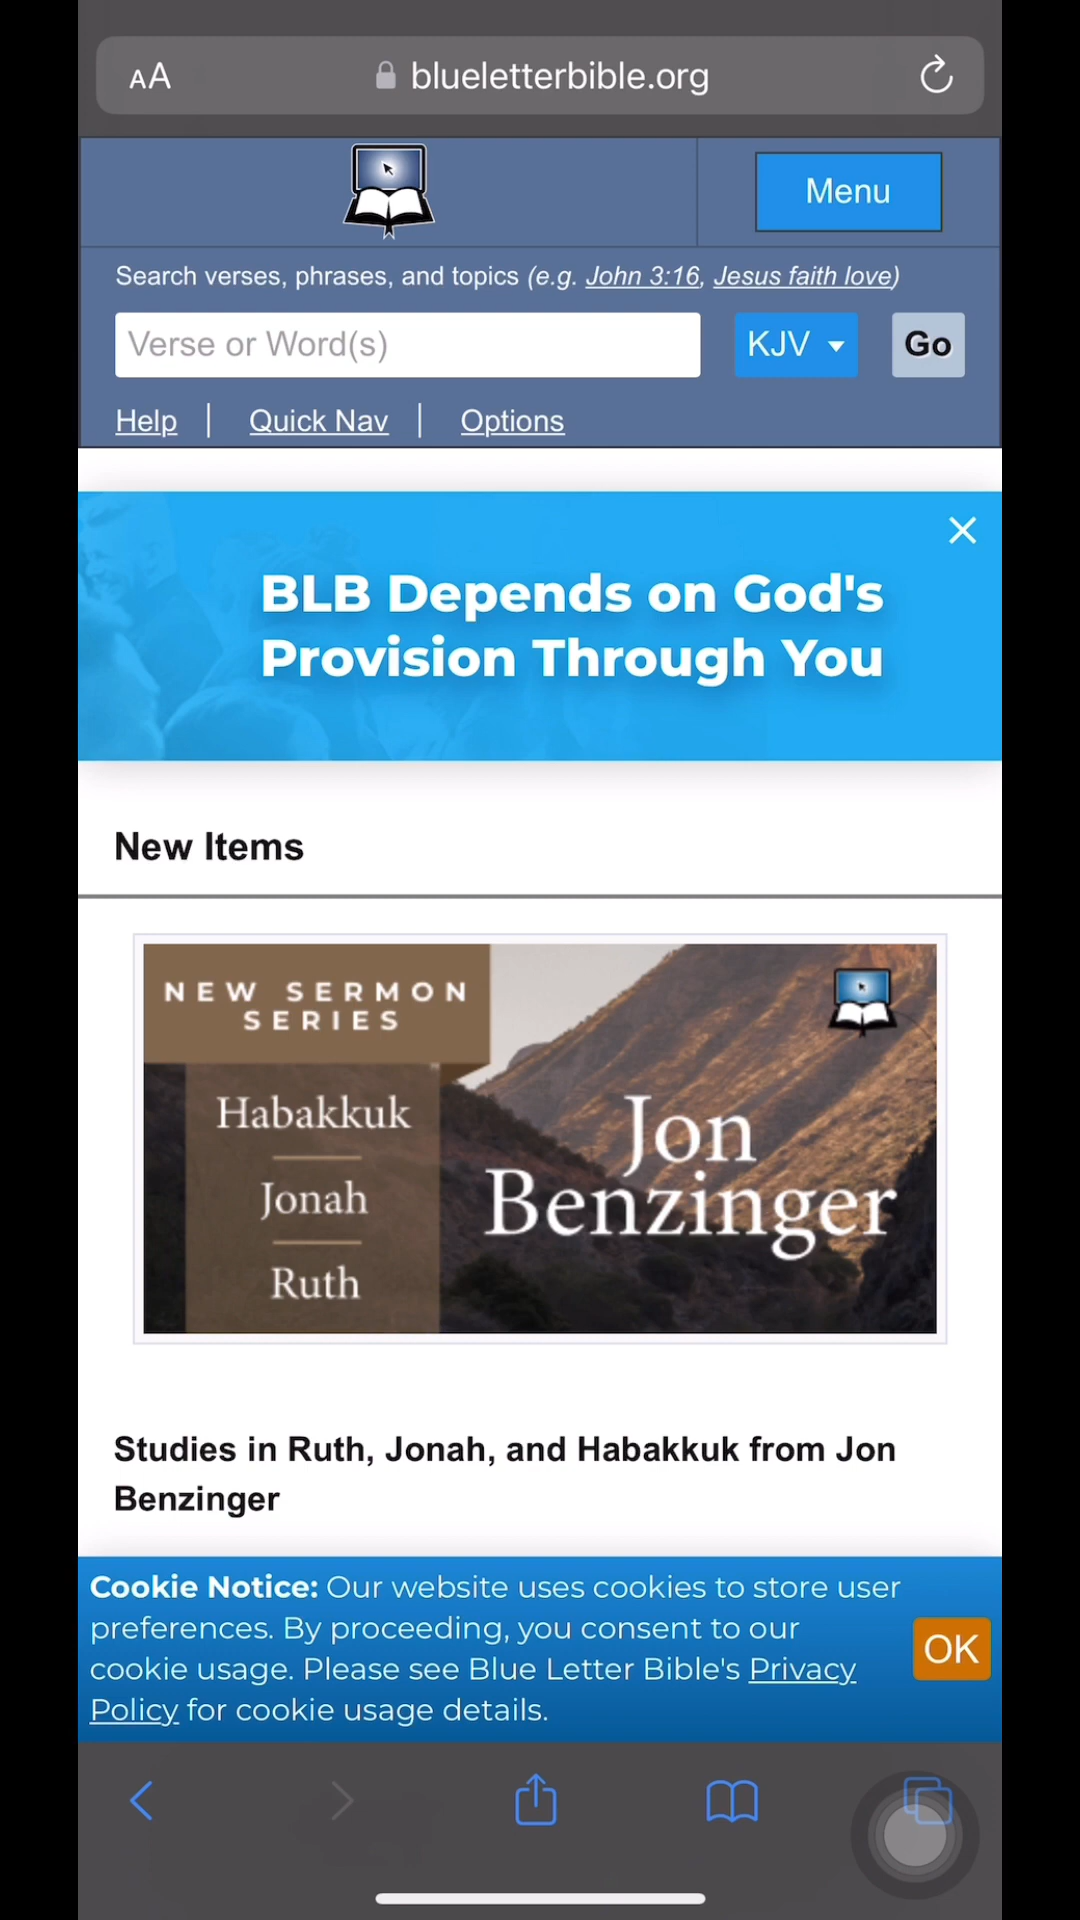 AA
blueletterbible.org
Menu
Search verses, phrases, and topics (e.g. John 3:16, Jesus faith love)
Verse or Word(s)
KJV
Go
Help | Quick Nav | Options
BLB Depends on God's
Provision Through You
New Items
NEW SERMON
SERIES
Habakkuk
Jonah
Ruth
Jon
Benzinger
Studies in Ruth, Jonah, and Habakkuk from Jon
Benzinger
Cookie Notice: Our website uses cookies to store user
preferences. By proceeding, you consent to our
cookie usage. Please see Blue Letter Bible's Privacy
Policy for cookie usage details.
OK